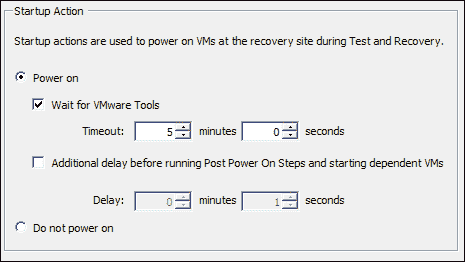 Startup Action
Startup actions are used to power on VMs at the recovery site during Test and Recovery.
Power on
Wait for VMware Tools
Timeout: 5 minutes 0 seconds
Additional delay before running Post Power On Steps and starting dependent VMs
Delay: 0 minutes 1 seconds
Do not power on